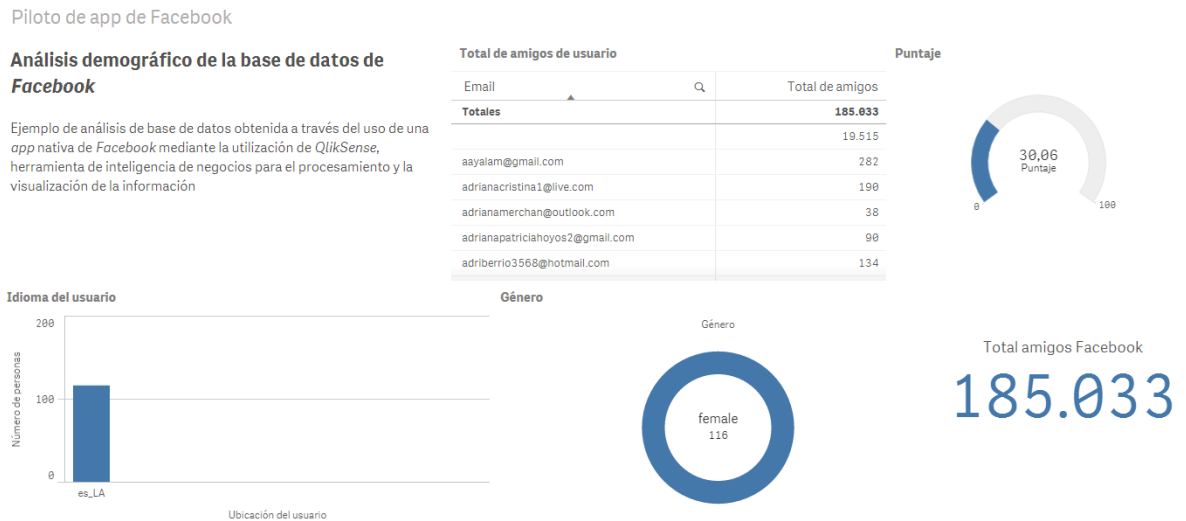 Piloto de app de Facebook
Análisis demográfico de la base de datos de
Facebook
Ejemplo de análisis de base de datos obtenida a través del uso de una
app nativa de Facebook mediante la utilización de QlikSense,
herramienta de inteligencia de negocios para el procesamiento y la
visualización de la información
Total de amigos de usuario
Email Total de amigos
Totales 185.033
19.515
aayalam@gmail.com 282
adrianacristina1@live.com 190
adrianamerchan@outlook.com 38
adrianapatriciahoyos2@gmail.com 90
adriberrio3568@hotmail.com 134
Puntaje
30,06
Puntaje
0 100
Idioma del usuario
Número de personas
200
100
0
es_LA
Ubicación del usuario
Género
Género
female
116
Total amigos Facebook
185.033